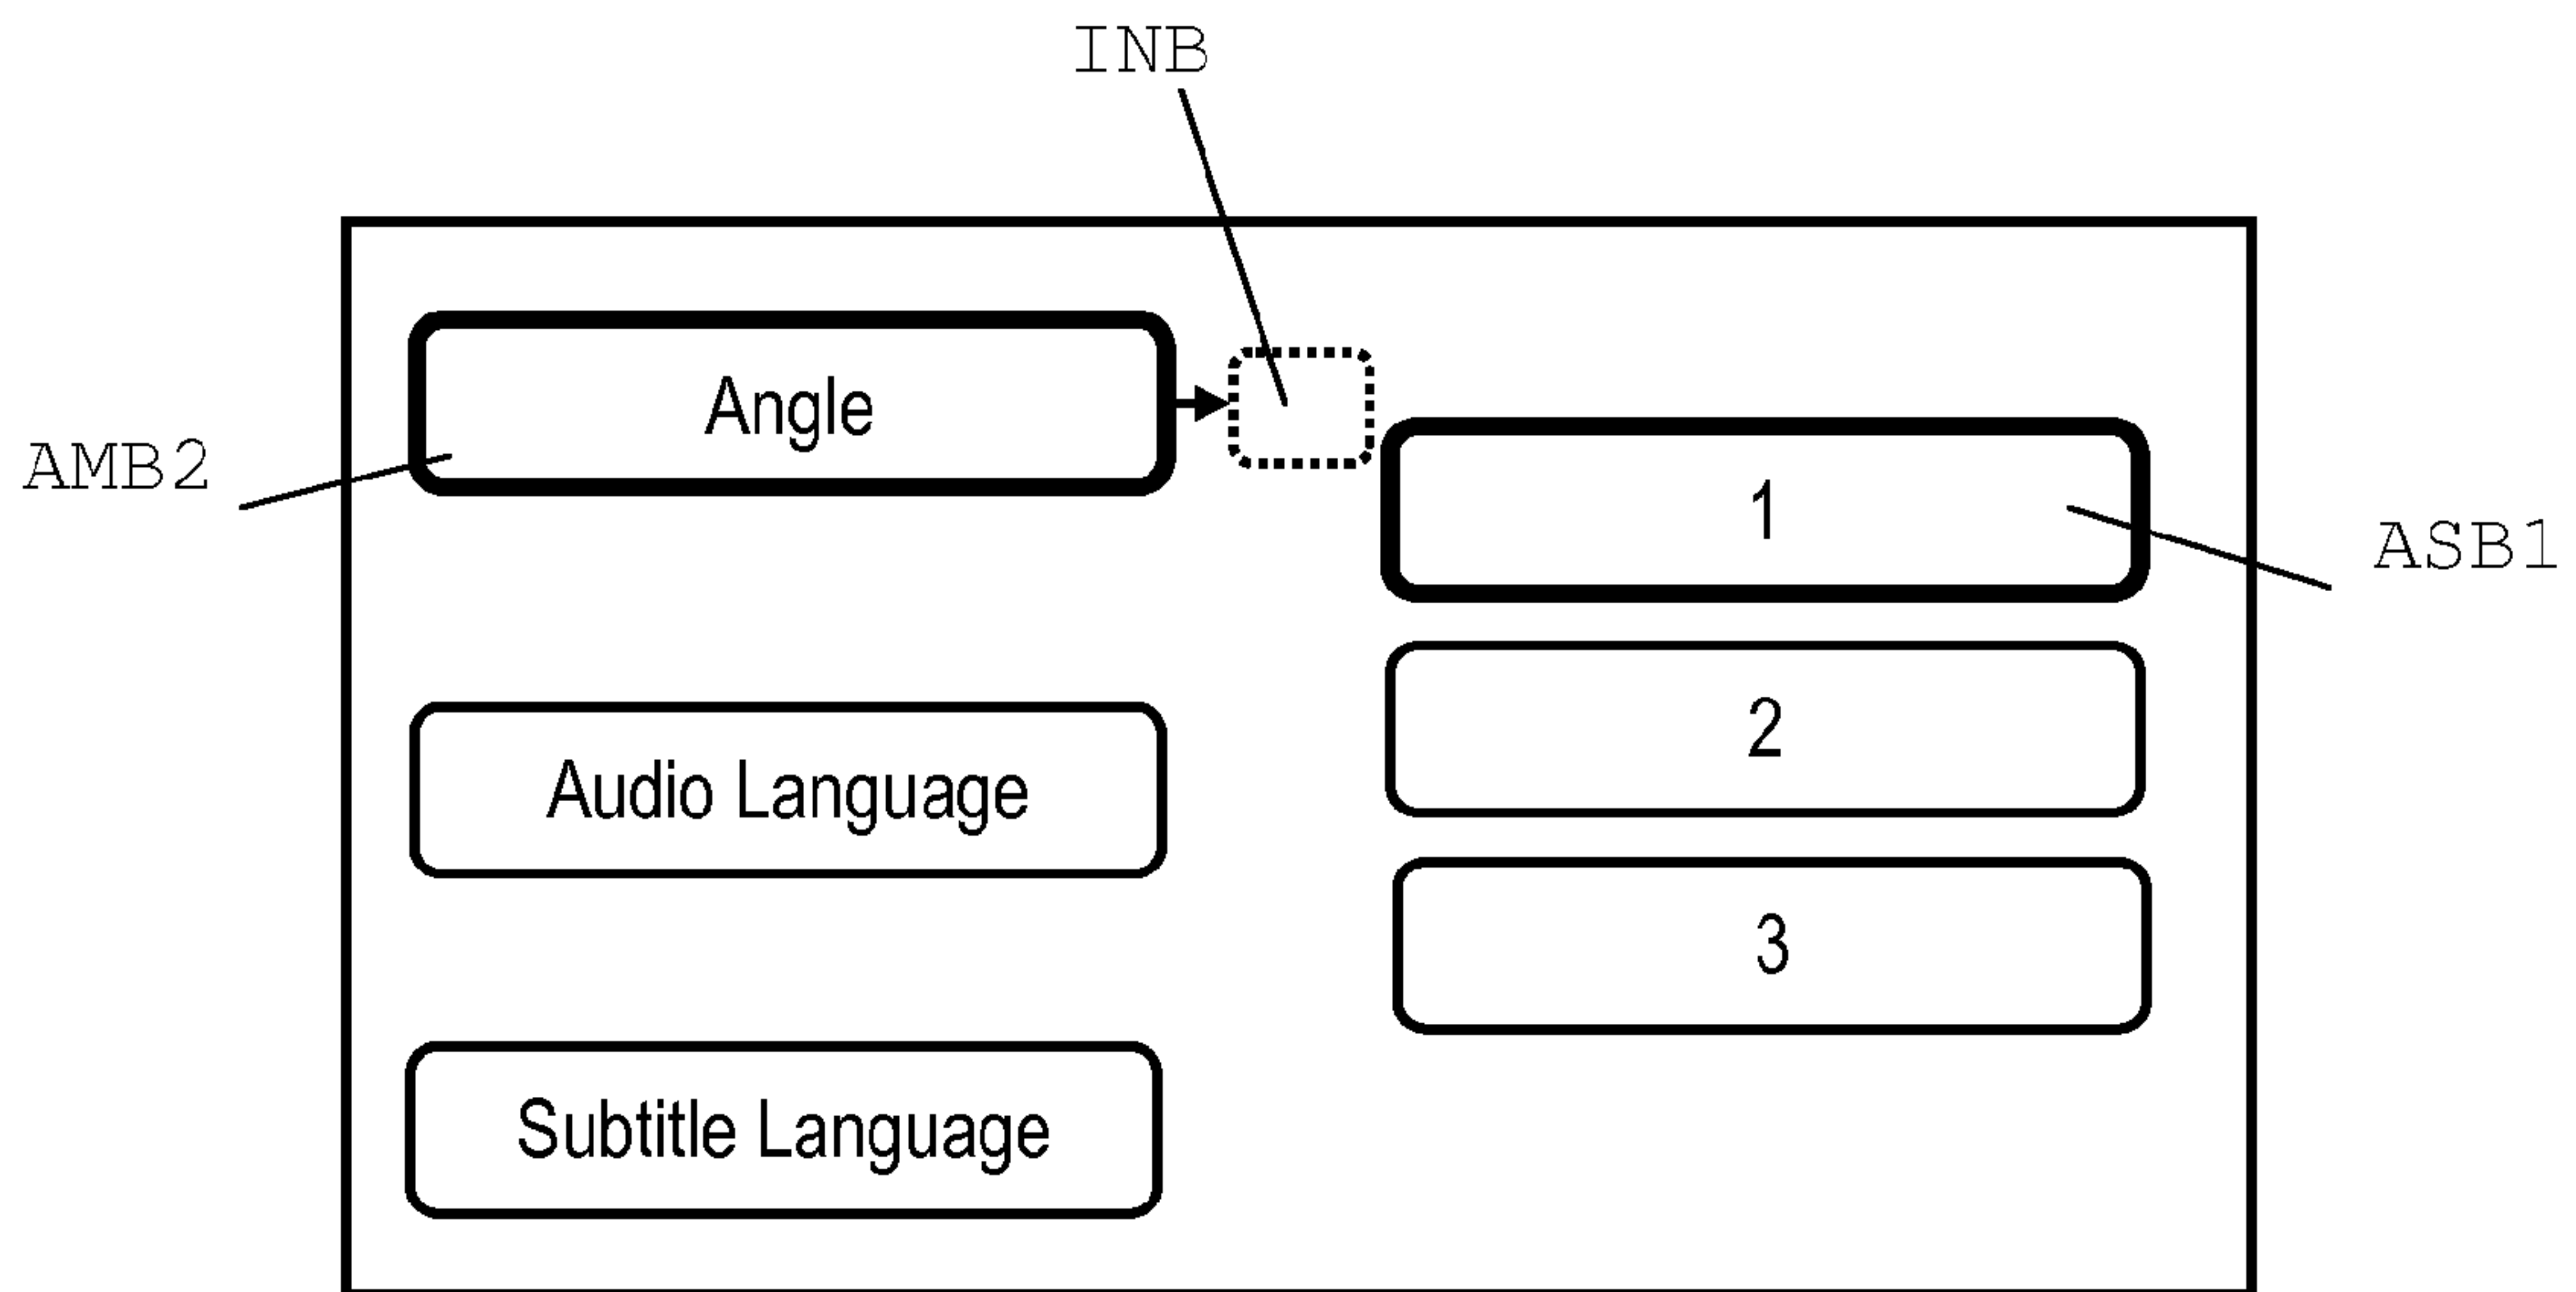 INB
Angle
AMB2
1
ASB1
2
Audio Language
3
Subtitle Language